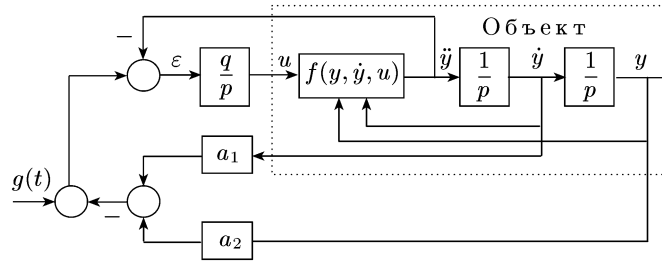 Объект
−
ε
q/p
u
f(y, ẏ, u)
ÿ
1/p
ẏ
1/p
y
a₁
g(t)
−
a₂